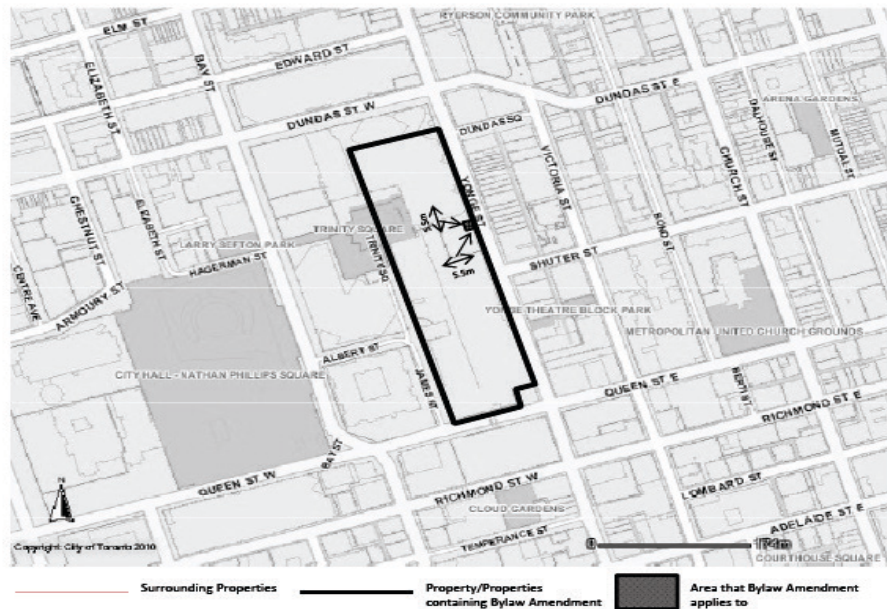 RYERSON COMMUNITY PARK
ELM ST
EDWARD ST
ELIZABETH ST
BAY ST
DUNDAS ST E
DUNDAS ST W
ARENA GARDENS
DUNDAS SQ
DALHOUSE ST
MUTUAL ST
VICTORIA ST
CHURCH ST
YONGE ST
CHESTNUT ST
ELIZABETH ST
TRINITY SQUARE
5.5m
BOND ST
LARRY SEFTON PARK
TRINITY SQ
SHUTER ST
HAGERMAN ST
5.5m
CENTRE AVE
ARMOURY ST
YONGE THEATRE BLOCK PARK
METROPOLITAN UNITED CHURCH GROUNDS
ALBERT ST
CITY HALL - NATHAN PHILLIPS SQUARE
JAMES ST
QUEEN ST E
BERTI ST
RICHMOND ST E
BAY ST
QUEEN ST W
RICHMOND ST W
LOMBARD ST
N
CLOUD GARDENS
TEMPERANCE ST
ADELAIDE ST E
Copyright: City of Toronto 2010
0 174m
COURTHOUSE SQUARE
Surrounding Properties
Property/Properties
containing Bylaw Amendment
Area that Bylaw Amendment
applies to